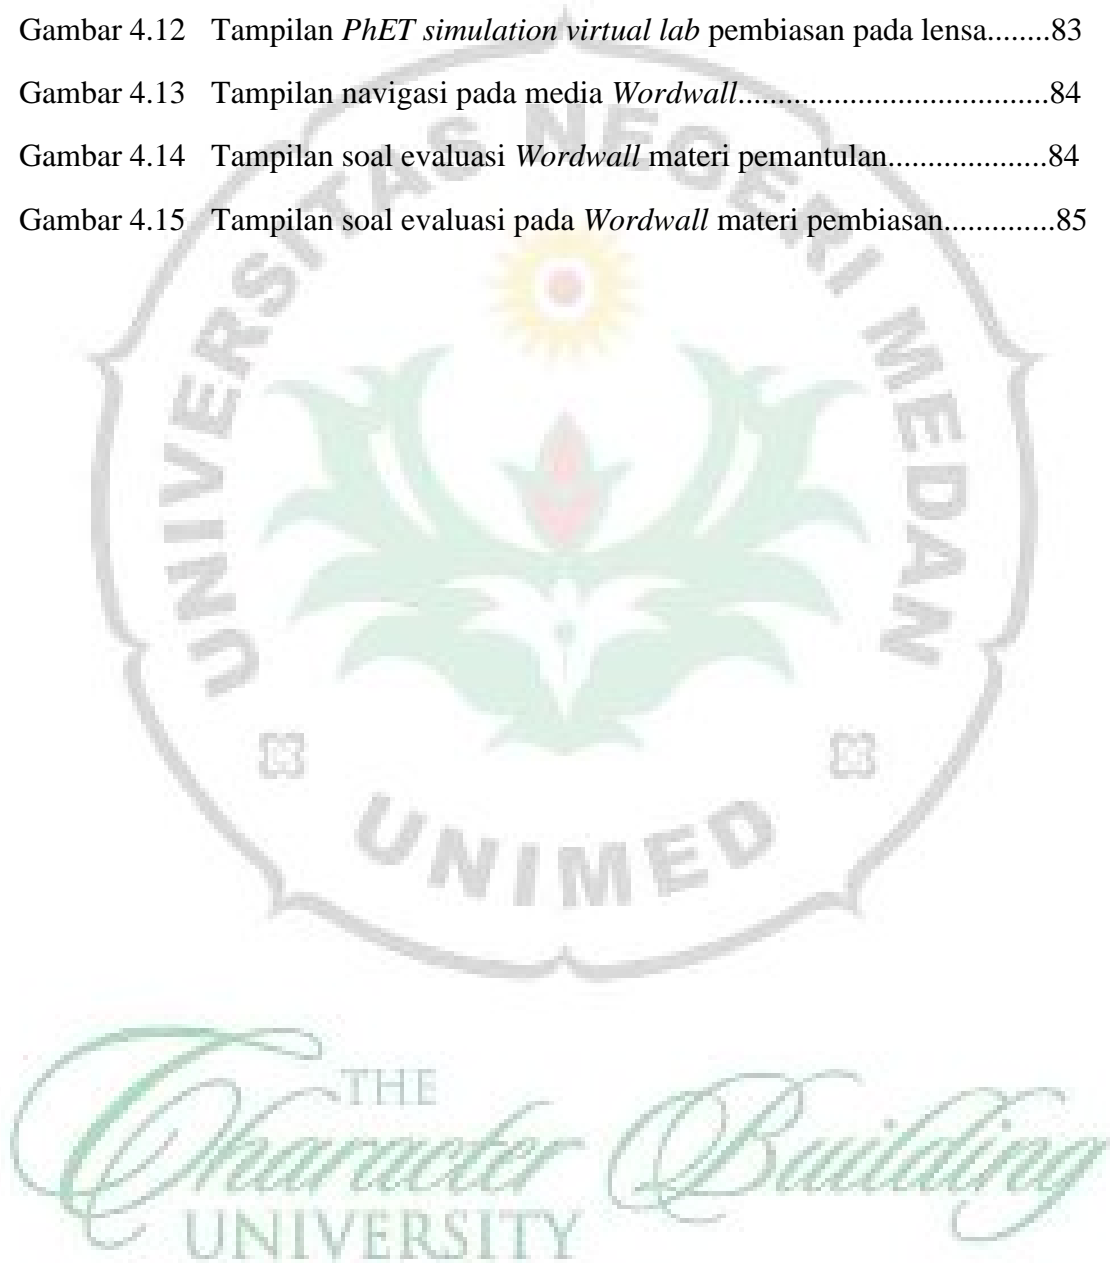 Gambar 4.12 Tampilan PhET simulation virtual lab pembiasan pada lensa........83
Gambar 4.13 Tampilan navigasi pada media Wordwall.......................................84
Gambar 4.14 Tampilan soal evaluasi Wordwall materi pemantulan....................84
Gambar 4.15 Tampilan soal evaluasi pada Wordwall materi pembiasan..............85
UNIVERSITAS NEGERI MEDAN
UNIMED
THE
Character Building
UNIVERSITY